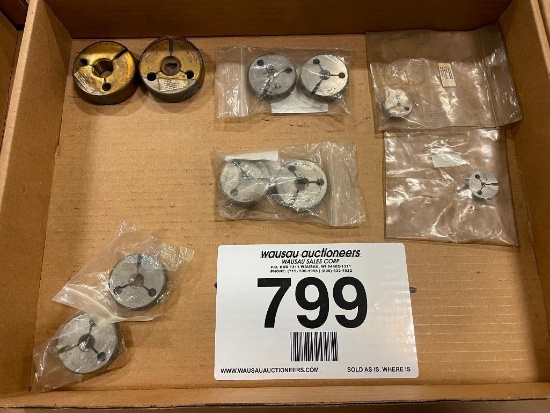 wausau auctioneers
WAUSAU SALES CORP.
799
WWW.WAUSAUAUCTIONEERS.COM
SOLD AS IS, WHERE IS